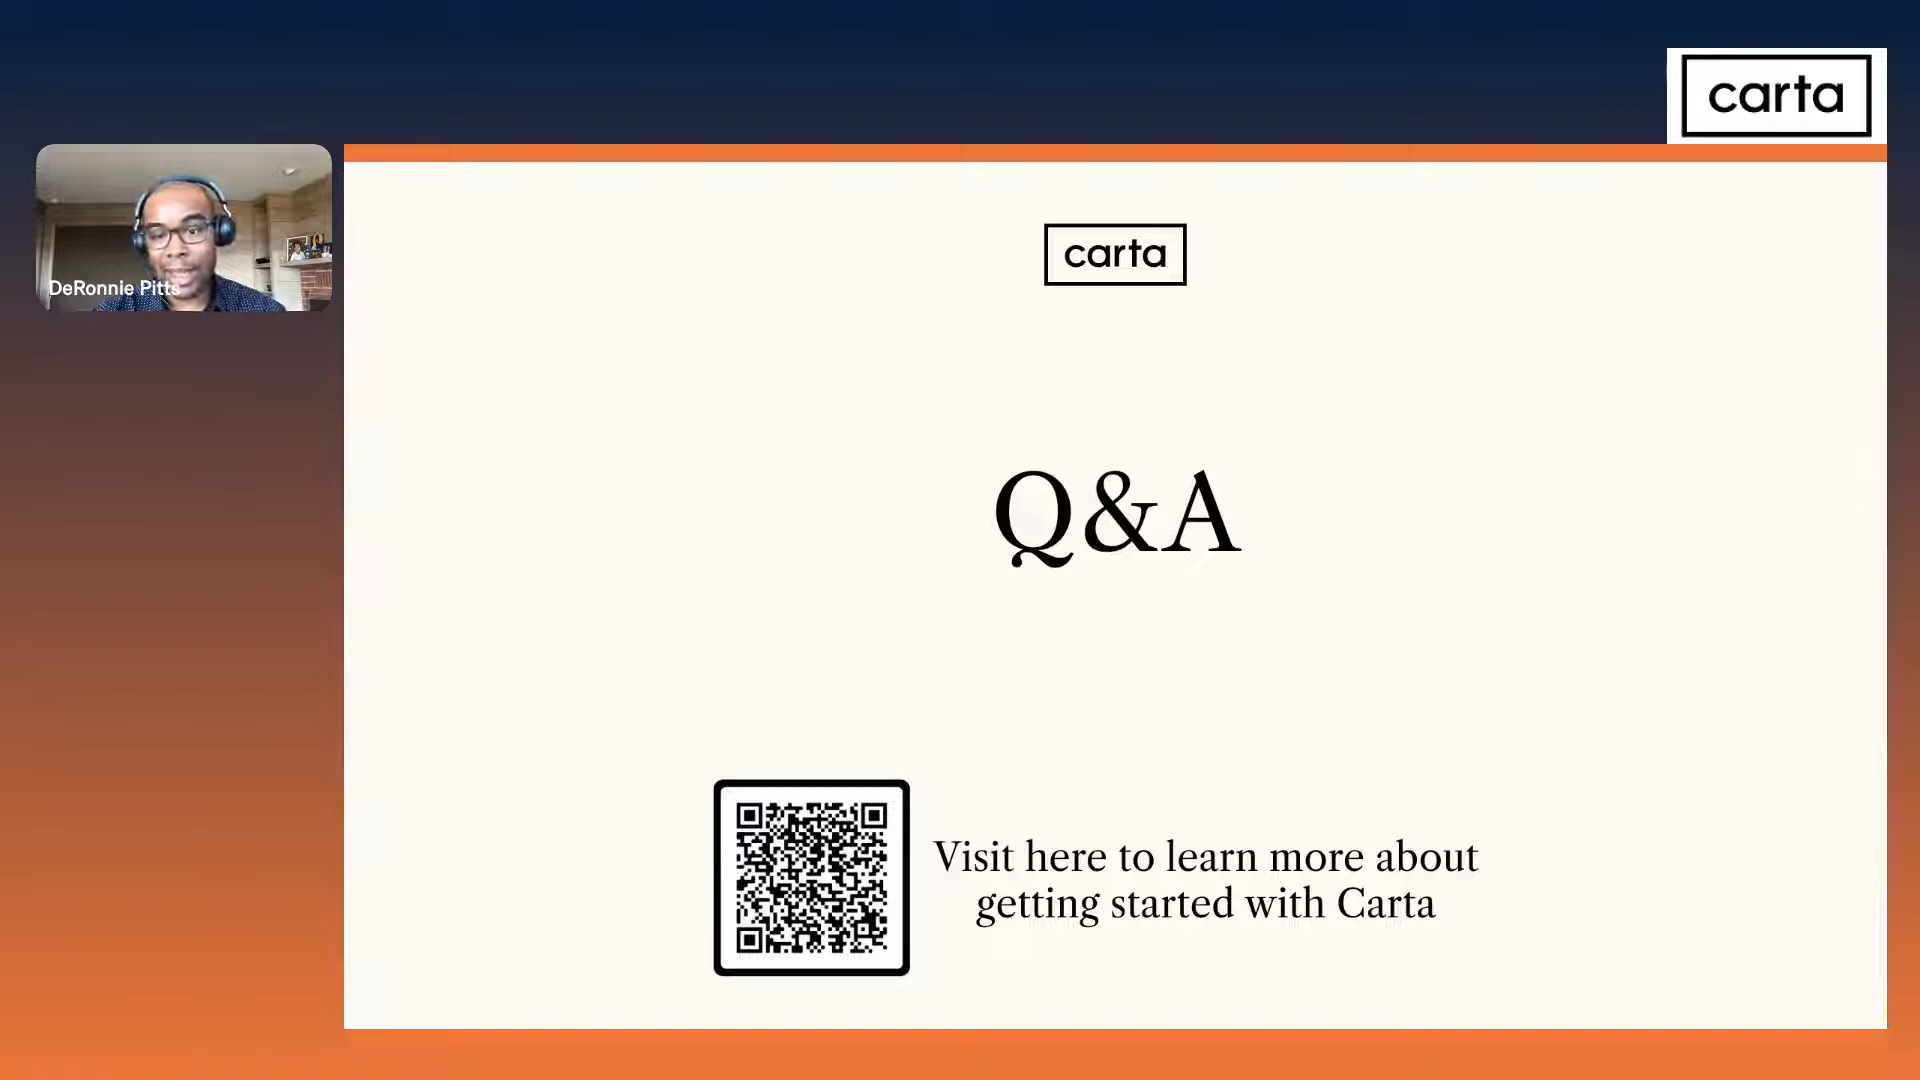 carta
DeRonnie Pitts
carta
Q&A
Visit here to learn more about
getting started with Carta